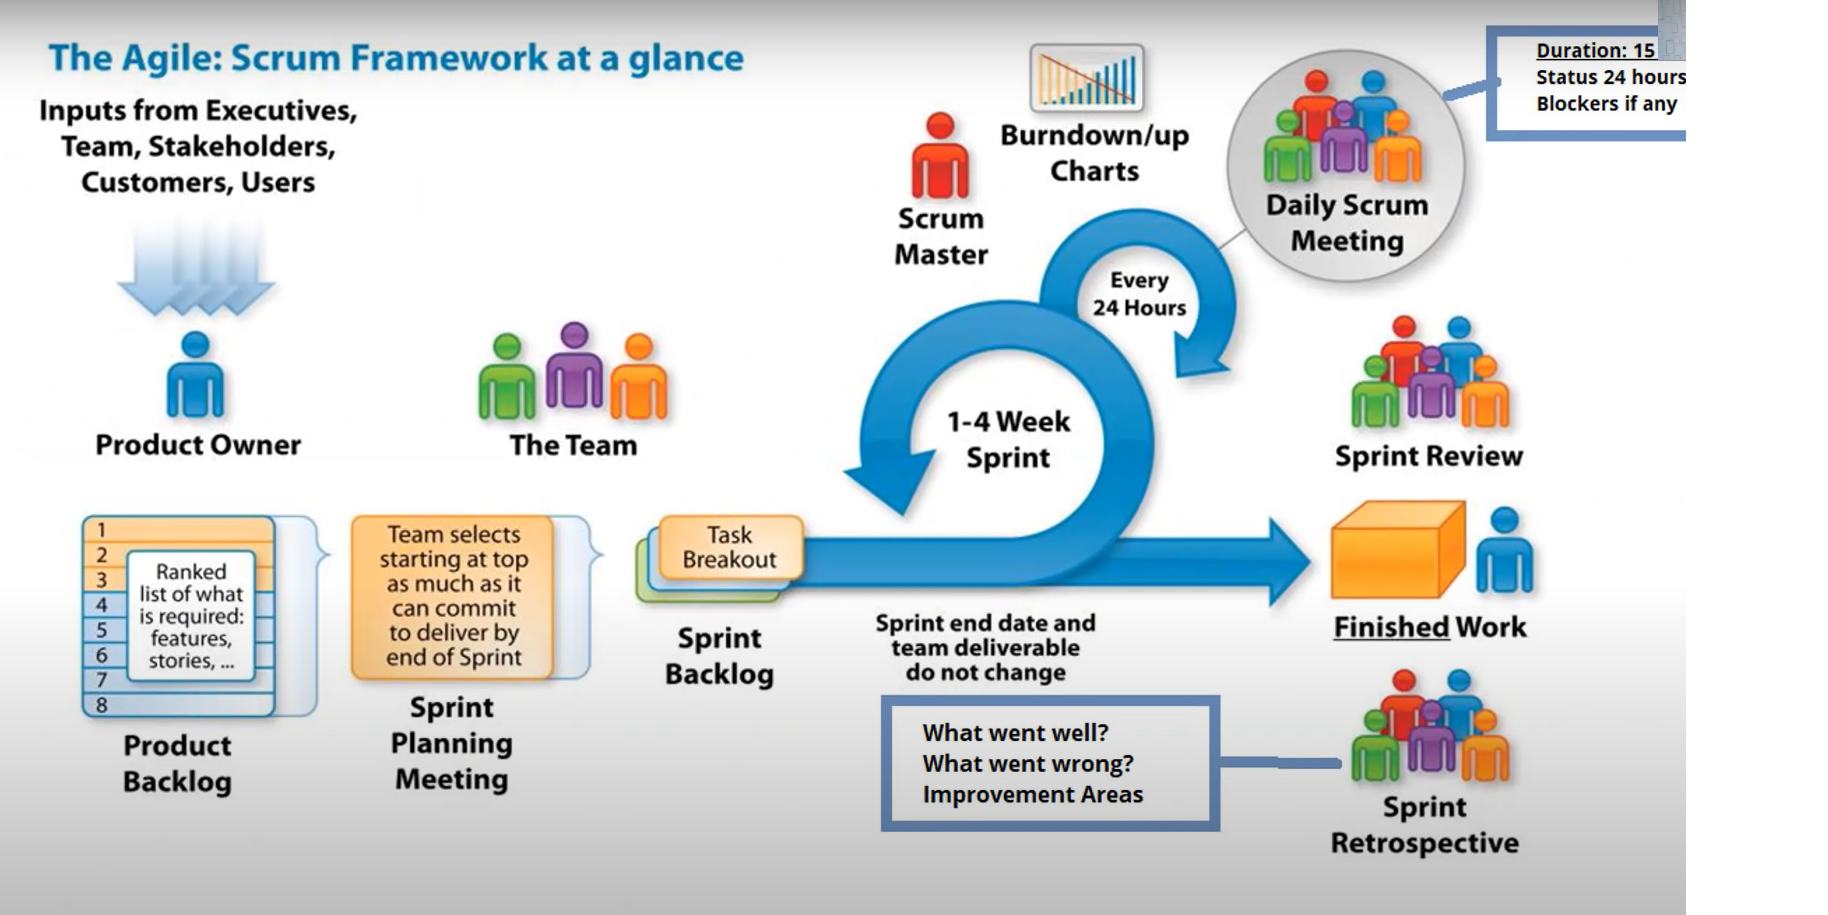 The Agile: Scrum Framework at a glance
Inputs from Executives,
Team, Stakeholders,
Customers, Users
Product Owner
The Team
Scrum
Master
Burndown/up
Charts
Daily Scrum
Meeting
Duration: 15
Status 24 hours
Blockers if any
Every
24 Hours
1-4 Week
Sprint
Sprint Review
1
2
3
4
5
6
7
8
Ranked
list of what
is required:
features,
stories, ...
Product
Backlog
Team selects
starting at top
as much as it
can commit
to deliver by
end of Sprint
Sprint
Planning
Meeting
Task
Breakout
Sprint
Backlog
Sprint end date and
team deliverable
do not change
Finished Work
What went well?
What went wrong?
Improvement Areas
Sprint
Retrospective